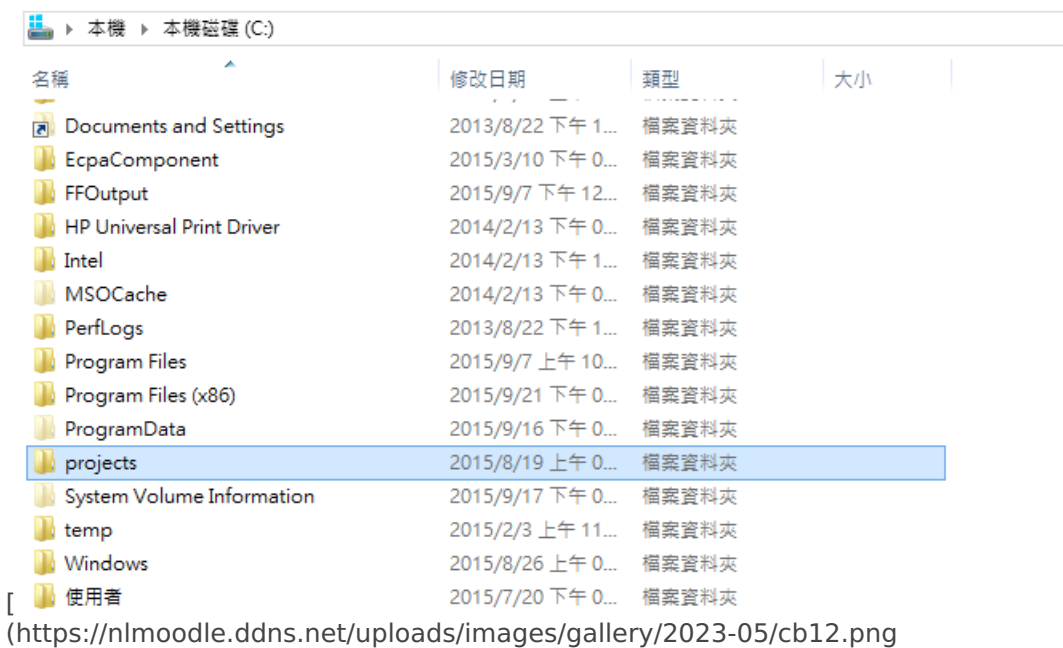 本機 本機磁碟 (C:)
名稱 修改日期 類型 大小
Documents and Settings 2013/8/22 下午 1... 檔案資料夾
EcpaComponent 2015/3/10 下午 0... 檔案資料夾
FFOutput 2015/9/7 下午 12... 檔案資料夾
HP Universal Print Driver 2014/2/13 下午 0... 檔案資料夾
Intel 2014/2/13 下午 1... 檔案資料夾
MSOCache 2014/2/13 下午 0... 檔案資料夾
PerfLogs 2013/8/22 下午 1... 檔案資料夾
Program Files 2015/9/7 上午 10... 檔案資料夾
Program Files (x86) 2015/9/21 下午 0... 檔案資料夾
ProgramData 2015/9/16 下午 0... 檔案資料夾
projects 2015/8/19 上午 0... 檔案資料夾
System Volume Information 2015/9/17 下午 0... 檔案資料夾
temp 2015/2/3 上午 11... 檔案資料夾
Windows 2015/8/26 上午 0... 檔案資料夾
[ 使用者 2015/7/20 下午 0... 檔案資料夾
(https://nlmoodle.ddns.net/uploads/images/gallery/2023-05/cb12.png